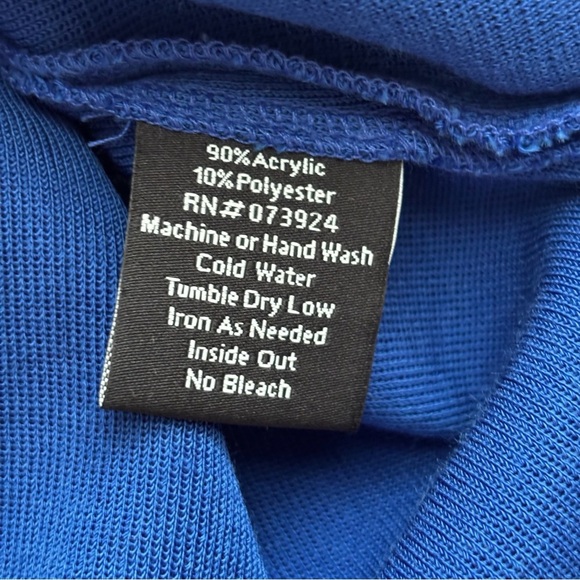 90%Acrylic
10%Polyester
RN#073924
Machine or Hand Wash
Cold Water
Tumble Dry Low
Iron As Needed
Inside Out
No Bleach